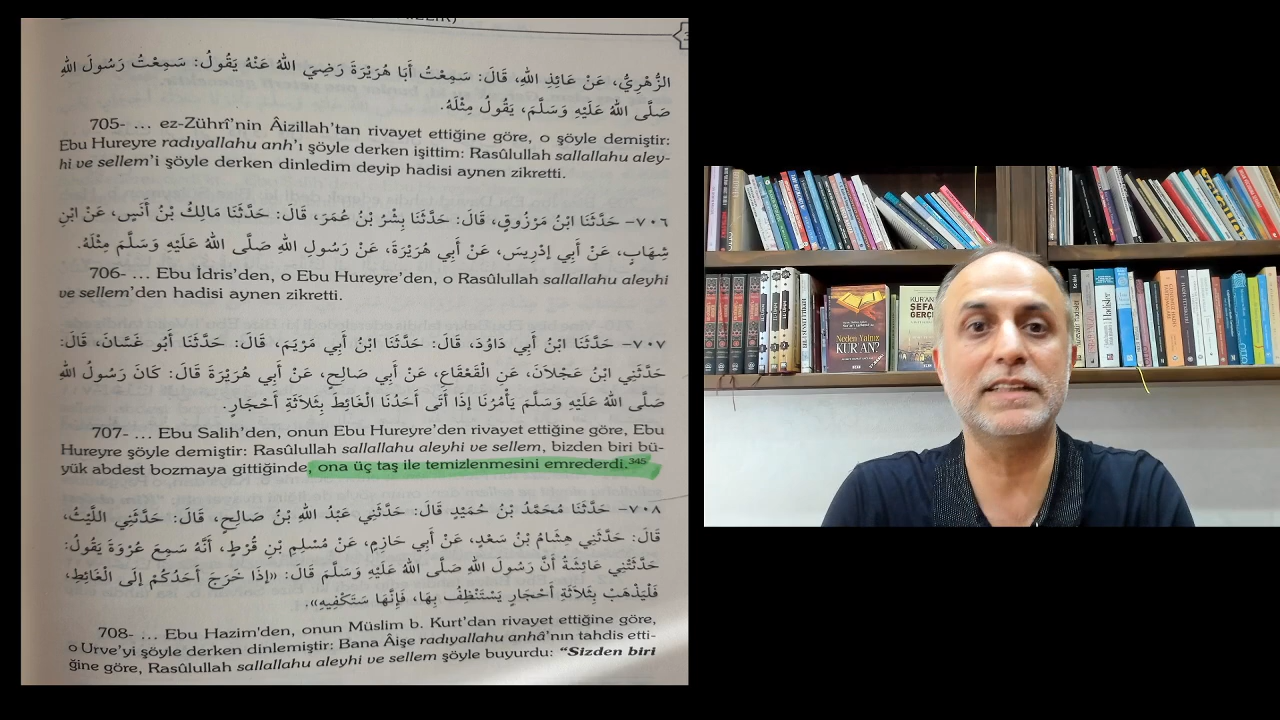 الزُّهْرِيُّ، عَنْ عَائِذِ اللهِ، قَالَ: سَمِعْتُ أَبَا هُرَيْرَةَ رَضِيَ اللهُ عَنْهُ يَقُولُ: سَمِعْتُ رَسُولَ اللهِ
صَلَّى اللهُ عَلَيْهِ وَسَلَّمَ، يَقُولُ مِثْلَهُ.
705- ... ez-Zührî'nin Âizillah'tan rivayet ettiğine göre, o şöyle demiştir:
Ebu Hureyre radıyallahu anh'ı şöyle derken işittim: Rasûlullah sallallahu aley-
hi ve sellem'i şöyle derken dinledim deyip hadisi aynen zikretti.
٧٠٦- حَدَّثَنَا ابْنُ مَرْزُوقٍ، قَالَ: حَدَّثَنَا بِشْرُ بْنُ عُمَرَ، قَالَ: حَدَّثَنَا مَالِكُ بْنُ أَنَسٍ، عَنْ ابْنِ
شِهَابٍ، عَنْ أَبِي إِدْرِيسَ، عَنْ أَبِي هُرَيْرَةَ، عَنْ رَسُولِ اللهِ صَلَّى اللهُ عَلَيْهِ وَسَلَّمَ مِثْلَهُ.
706- ... Ebu İdris'den, o Ebu Hureyre'den, o Rasûlullah sallallahu aleyhi
ve sellem'den hadisi aynen zikretti.
٧٠٧- حَدَّثَنَا ابْنُ أَبِي دَاوُدَ، قَالَ: حَدَّثَنَا ابْنُ أَبِي مَرْيَمَ، قَالَ: حَدَّثَنَا أَبُو غَسَّانَ، قَالَ:
حَدَّثَنِي ابْنُ عَجْلَانَ، عَنِ الْقَعْقَاعِ، عَنْ أَبِي صَالِحٍ، عَنْ أَبِي هُرَيْرَةَ قَالَ: كَانَ رَسُولُ اللهِ
صَلَّى اللهُ عَلَيْهِ وَسَلَّمَ يَأْمُرُنَا إِذَا أَتَى أَحَدُنَا الْغَائِطَ بِثَلَاثَةِ أَحْجَارٍ.
707- ... Ebu Salih'den, onun Ebu Hureyre'den rivayet ettiğine göre, Ebu
Hureyre şöyle demiştir: Rasûlullah sallallahu aleyhi ve sellem, bizden biri bü-
yük abdest bozmaya gittiğinde, ona üç taş ile temizlenmesini emrederdi.³⁴⁵
٧٠٨- حَدَّثَنَا مُحَمَّدُ بْنُ حُمَيْدٍ قَالَ: حَدَّثَنِي عَبْدُ اللهِ بْنُ صَالِحٍ، قَالَ: حَدَّثَنِي اللَّيْثُ،
قَالَ: حَدَّثَنِي هِشَامُ بْنُ سَعْدٍ، عَنْ أَبِي حَازِمٍ، عَنْ مُسْلِمِ بْنِ قُرْطٍ، أَنَّهُ سَمِعَ عُرْوَةَ يَقُولُ:
حَدَّثَتْنِي عَائِشَةُ أَنَّ رَسُولَ اللهِ صَلَّى اللهُ عَلَيْهِ وَسَلَّمَ قَالَ: «إِذَا خَرَجَ أَحَدُكُمْ إِلَى الْغَائِطِ،
فَلْيَذْهَبْ بِثَلَاثَةِ أَحْجَارٍ يَسْتَنْظِفُ بِهَا، فَإِنَّهَا سَتَكْفِيهِ».
708- ... Ebu Hazim'den, onun Müslim b. Kurt'dan rivayet ettiğine göre,
o Urve'yi şöyle derken dinlemiştir: Bana Âişe radıyallahu anhâ'nın tahdis etti-
ğine göre, Rasûlullah sallallahu aleyhi ve sellem şöyle buyurdu: "Sizden biri
Neden Yalnız
KUR'AN?
KUR'AN
ŞEFA
GERÇ